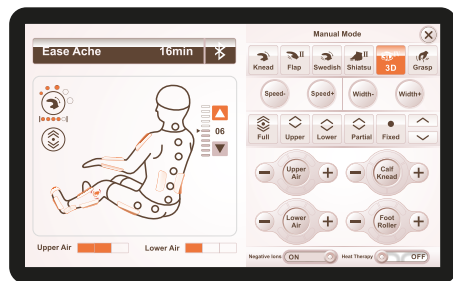 Manual Mode
Ease Ache 16min
Knead Flap Swedish Shiatsu 3D Grasp
Speed- Speed+ Width- Width+
06
Full Upper Lower Partial Fixed
Upper Air
Calf Knead
Lower Air
Foot Roller
Upper Air Lower Air
Negative Ions ON Heat Therapy OFF